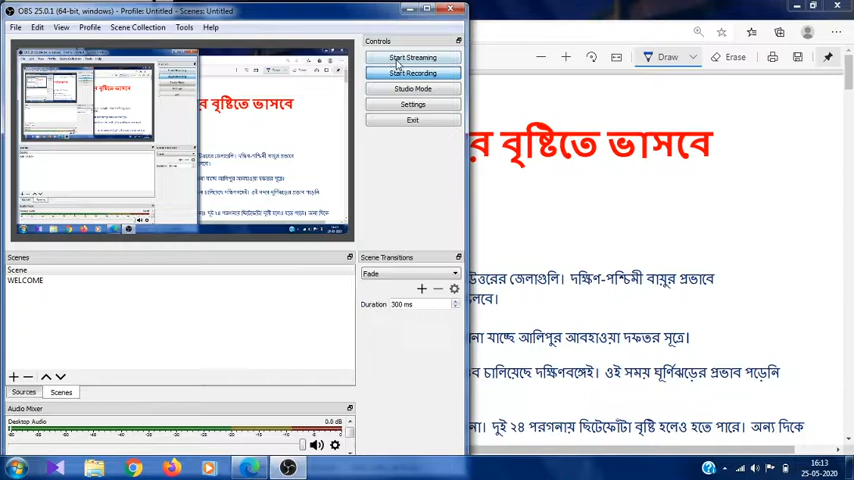 OBS 25.0.1 (64-bit, windows) - Profile: Untitled - Scenes: Untitled
File Edit View Profile Scene Collection Tools Help
Controls
Start Streaming
Start Recording
Studio Mode
Settings
Exit
Draw
Erase
বৃষ্টিতে ভাসবে
উত্তরের জেলাগুলি। দক্ষিণ-পশ্চিমী বায়ুর প্রভাবে
যাচ্ছে আলিপুর আবহাওয়া দফতর সূত্রে।
চালিয়েছে দক্ষিণবঙ্গেই। ওই সময় ঘূর্ণিঝড়ের প্রভাব পড়েনি
দুই ২৪ পরগনায় ছিটেফোঁটা বৃষ্টি হলেও হতে পারে। অন্য দিকে
Scenes
Scene
WELCOME
Scene Transitions
Fade
Duration 300 ms
Sources
Scenes
Audio Mixer
Desktop Audio
0.0 dB
16:13
25-05-2020